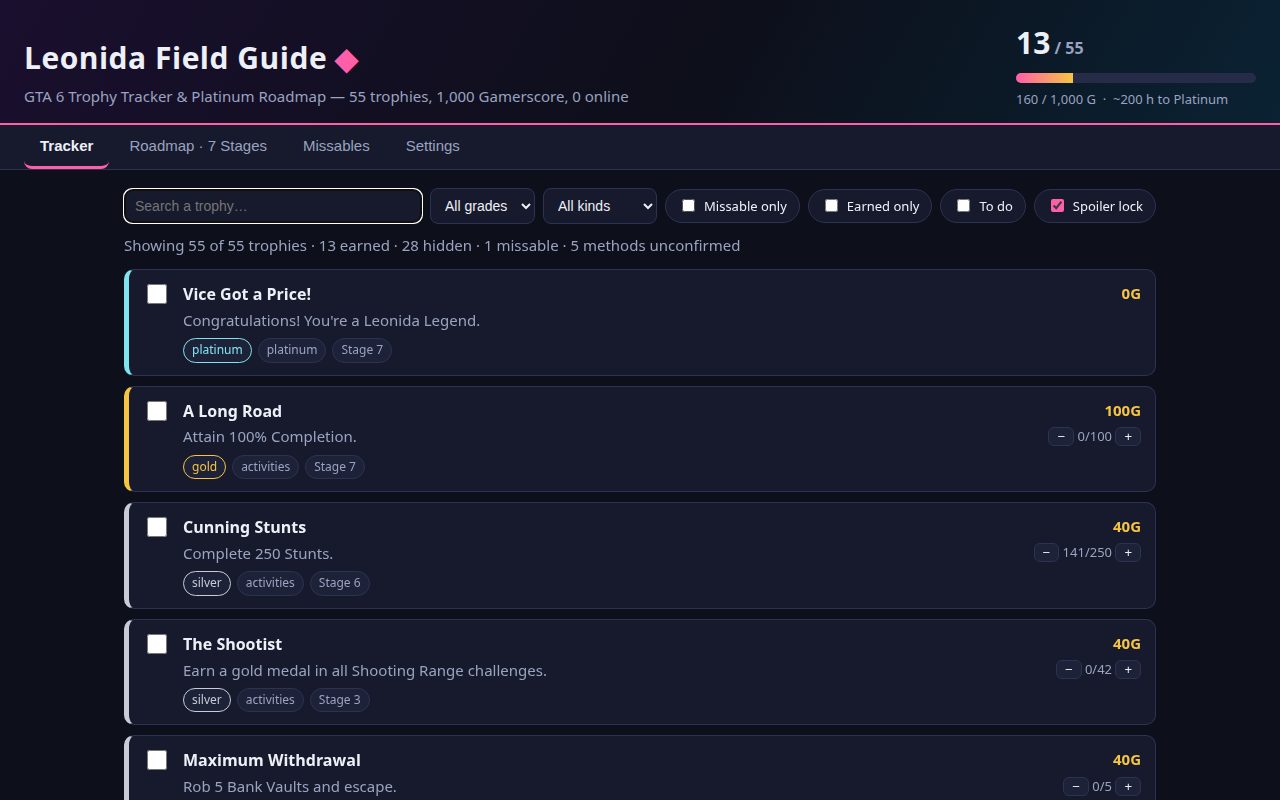 Leonida Field Guide
13 / 55
GTA 6 Trophy Tracker & Platinum Roadmap — 55 trophies, 1,000 Gamerscore, 0 online
160 / 1,000 G · ~200 h to Platinum
Tracker Roadmap · 7 Stages Missables Settings
Search a trophy… All grades All kinds Missable only Earned only To do Spoiler lock
Showing 55 of 55 trophies · 13 earned · 28 hidden · 1 missable · 5 methods unconfirmed
Vice Got a Price! 0G
Congratulations! You're a Leonida Legend.
platinum platinum Stage 7
A Long Road 100G
Attain 100% Completion. − 0/100 +
gold activities Stage 7
Cunning Stunts 40G
Complete 250 Stunts. − 141/250 +
silver activities Stage 6
The Shootist 40G
Earn a gold medal in all Shooting Range challenges. − 0/42 +
silver activities Stage 3
Maximum Withdrawal 40G
Rob 5 Bank Vaults and escape. − 0/5 +